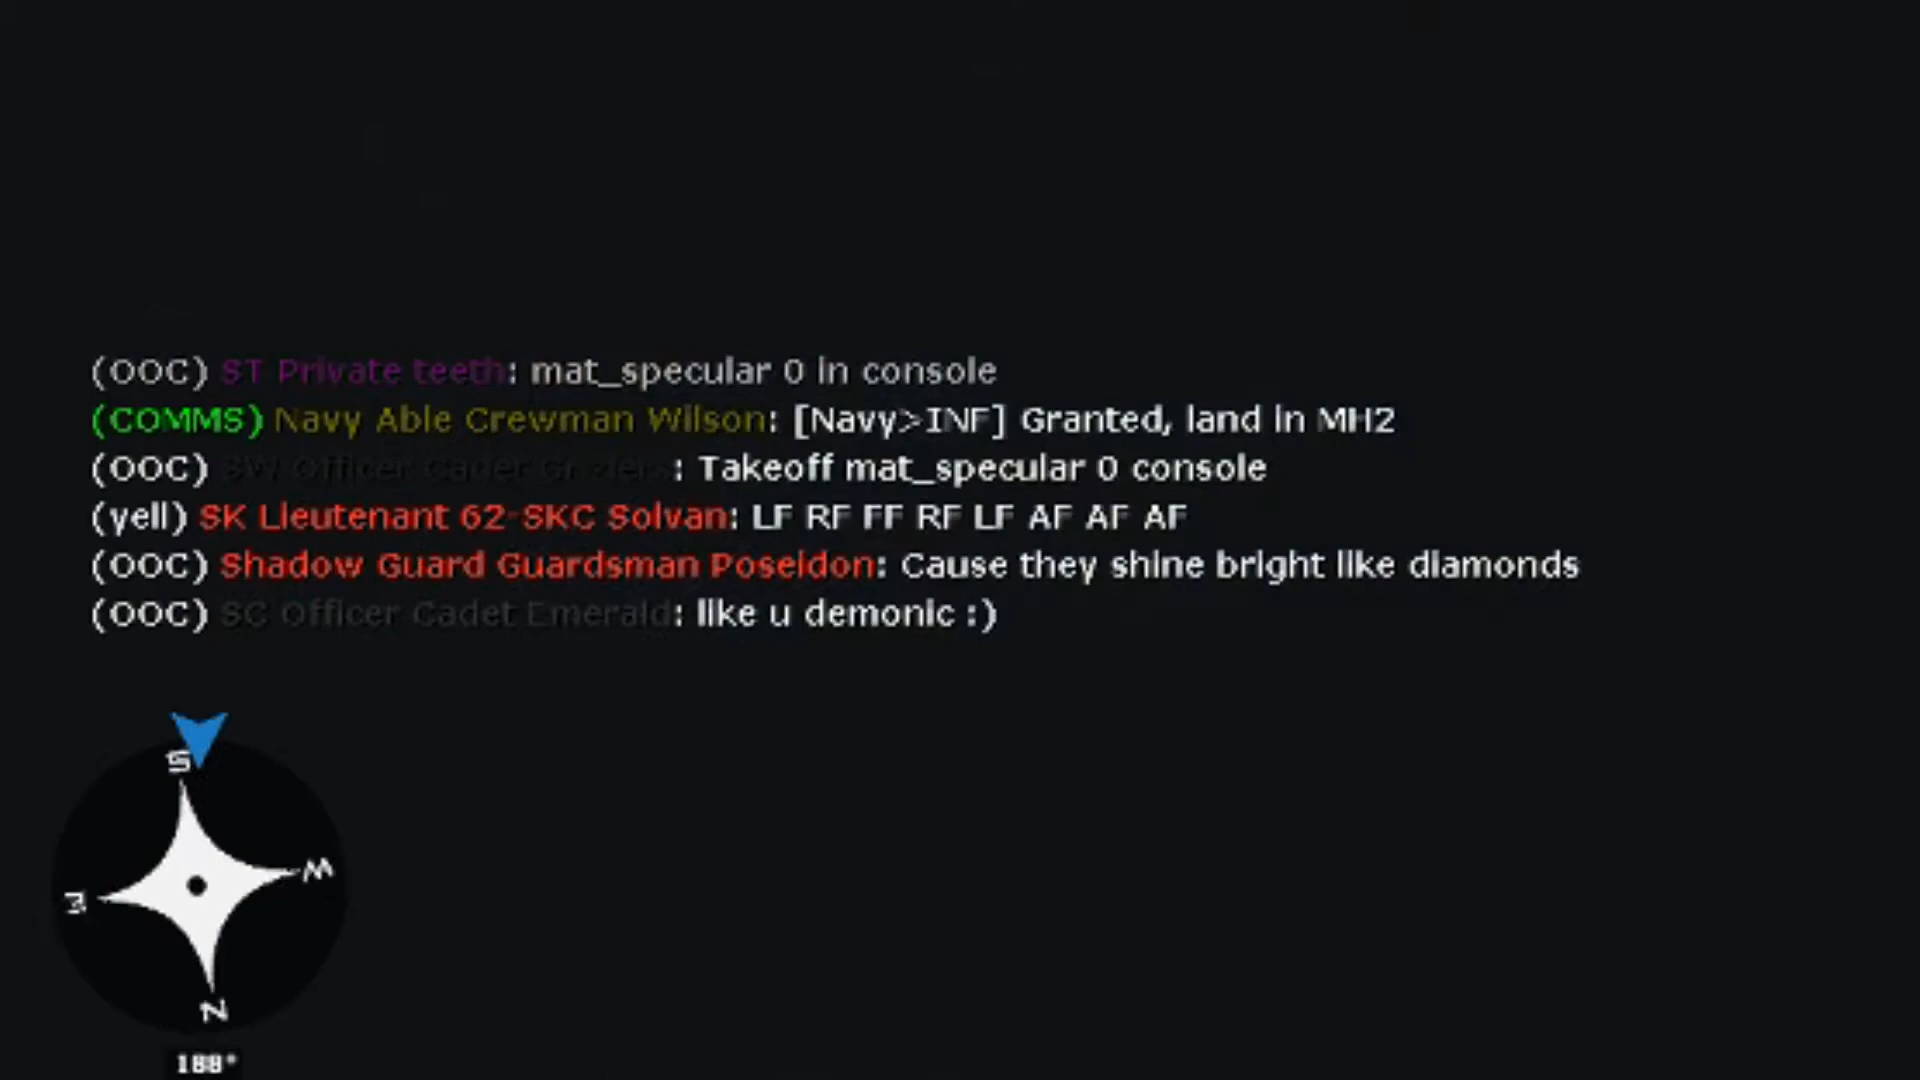 (OOC) ST Private teeth: mat_specular 0 in console
(COMMS) Navy Able Crewman Wilson: [Navy>INF] Granted, land in MH2
(OOC) Officer Cadet : Takeoff mat_specular 0 console
(yell) SK Lieutenant 62-SKC Solvan: LF RF FF RF LF AF AF AF
(OOC) Shadow Guard Guardsman Poseidon: Cause they shine bright like diamonds
(OOC) SC Officer Cadet Emerald: like u demonic :)
S
W
E
N
188°